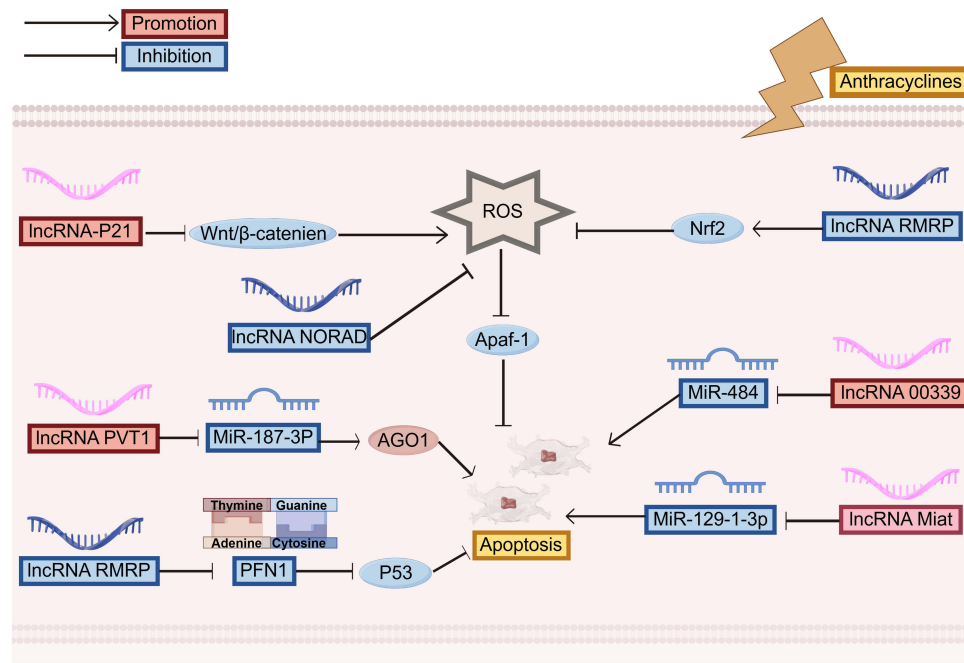 Promotion
Inhibition
Anthracyclines
ROS
lncRNA-P21
Wnt/β-catenien
Nrf2
lncRNA RMRP
lncRNA NORAD
Apaf-1
MiR-484
lncRNA 00339
lncRNA PVT1
MiR-187-3P
AGO1
Thymine Guanine
Adenine Cytosine
MiR-129-1-3p
lncRNA Miat
Apoptosis
lncRNA RMRP
PFN1
P53